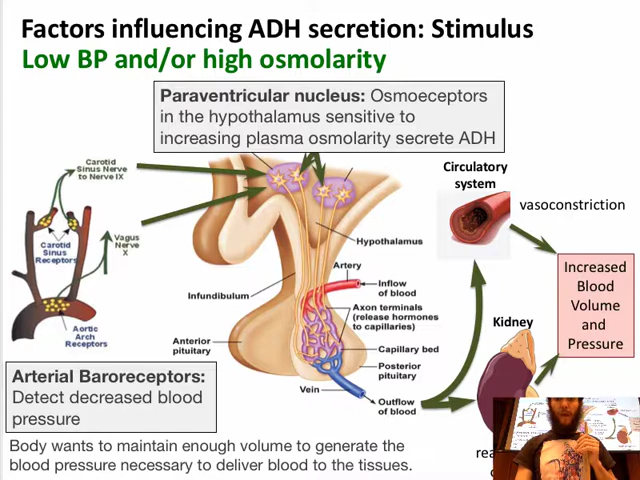 Factors influencing ADH secretion: Stimulus
Low BP and/or high osmolarity
Paraventricular nucleus: Osmoeceptors
in the hypothalamus sensitive to
increasing plasma osmolarity secrete ADH
Carotid
Sinus Nerve
to Nerve IX
Circulatory
system
vasoconstriction
Vagus
Nerve
X
Carotid
Sinus
Receptors
Hypothalamus
Artery
Increased
Blood
Volume
and
Pressure
Inflow
of blood
Infundibulum
Axon terminals
(release hormones
to capillaries)
Kidney
Aortic
Arch
Receptors
Anterior
pituitary
Capillary bed
Posterior
pituitary
Arterial Baroreceptors:
Detect decreased blood
pressure
Vein
Outflow
of blood
Body wants to maintain enough volume to generate the
blood pressure necessary to deliver blood to the tissues.